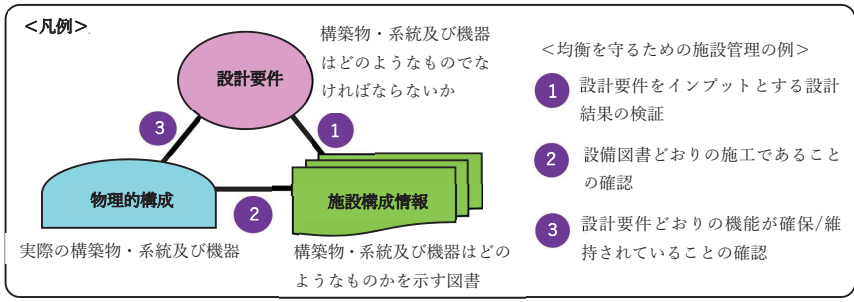 <凡例>
構築物・系統及び機器
はどのようなものでな
ければならないか
設計要件
3
1
物理的構成
2
施設構成情報
実際の構築物・系統及び機器
構築物・系統及び機器はどの
ようなものかを示す図書
<均衡を守るための施設管理の例>
1
設計要件をインプットとする設計
結果の検証
2
設備図書どおりの施工であること
の確認
3
設計要件どおりの機能が確保/維
持されていることの確認